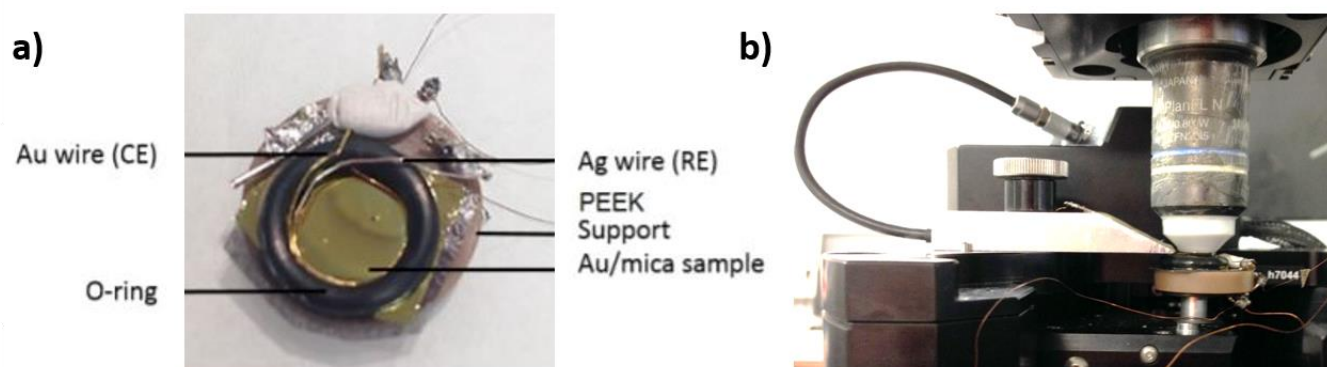 a)
Au wire (CE)
O-ring
Ag wire (RE)
PEEK
Support
Au/mica sample
b)
JAPAN
Plan L N
h7044